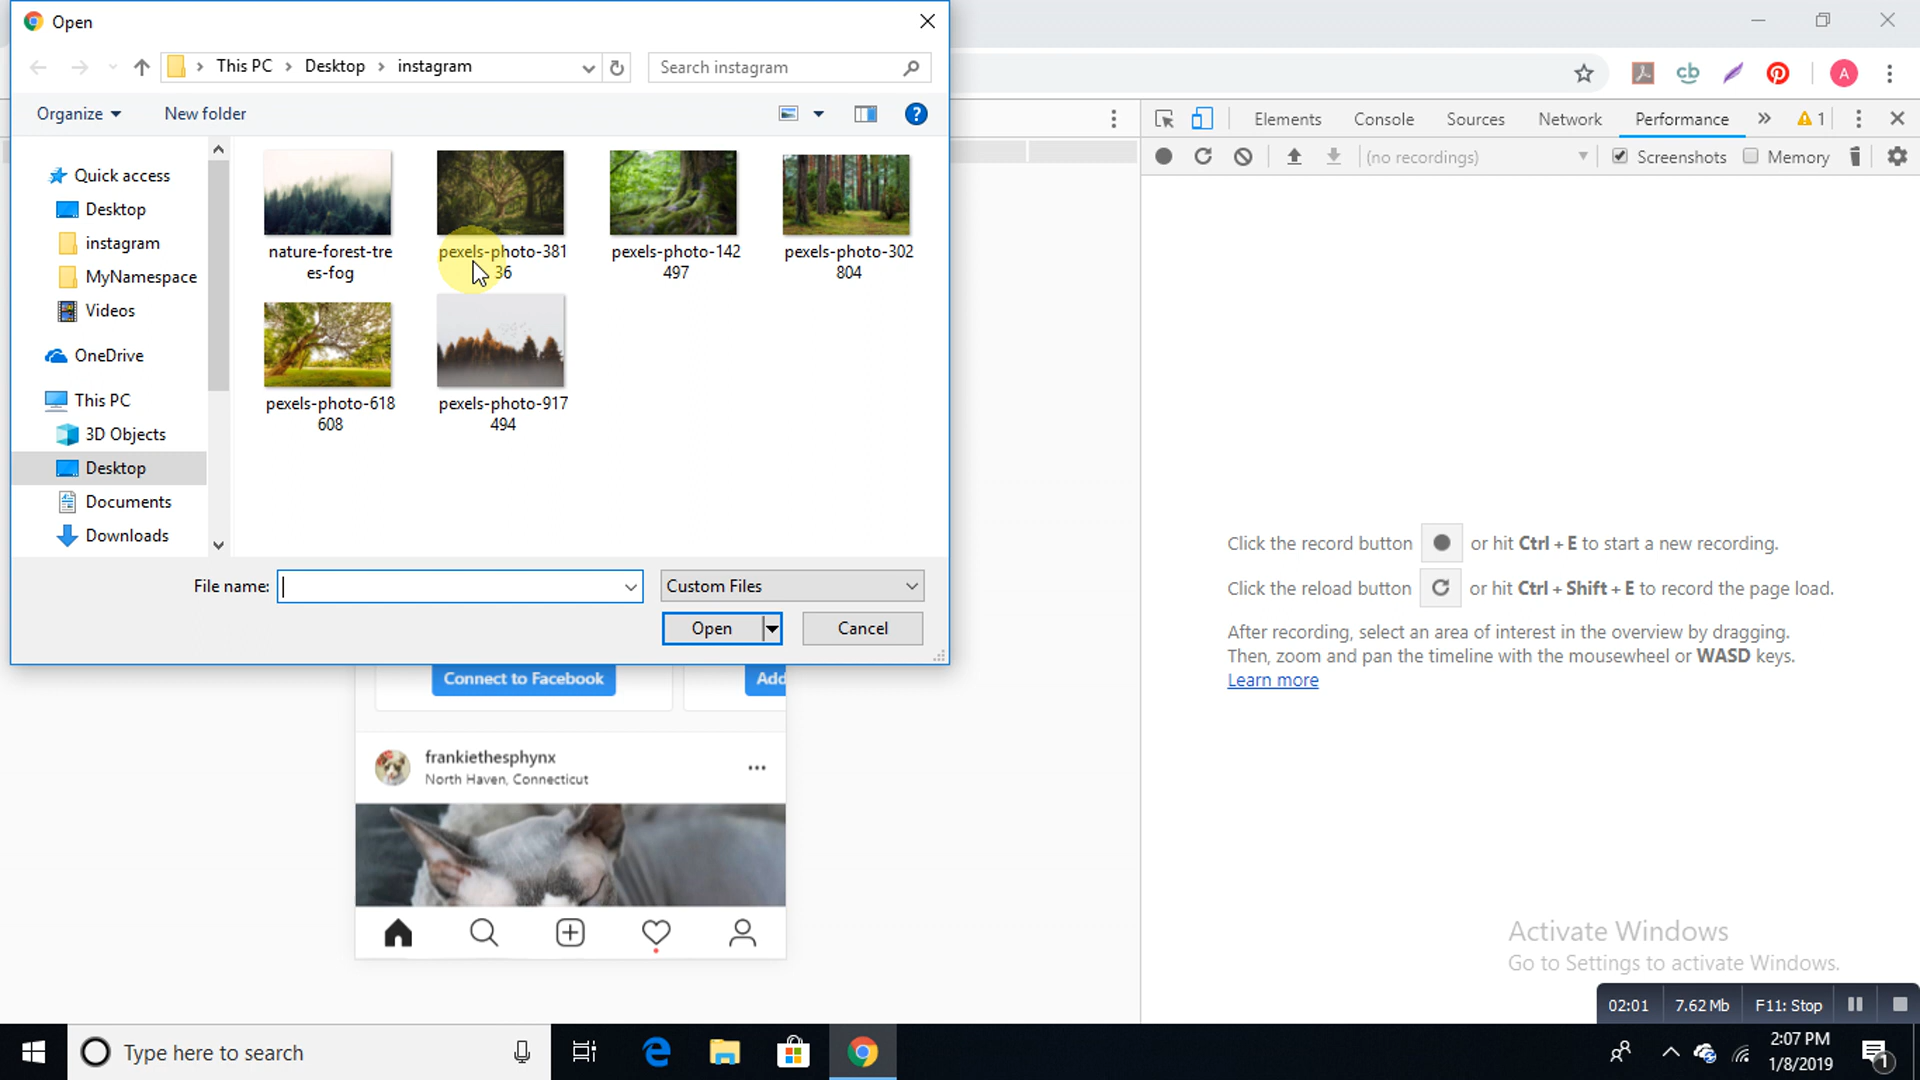 Open
This PC > Desktop > instagram
Search instagram
Organize
New folder
Quick access
Desktop
instagram
MyNamespace
Videos
OneDrive
This PC
3D Objects
Desktop
Documents
Downloads
nature-forest-tre
es-fog
pexels-photo-381
36
pexels-photo-142
497
pexels-photo-302
804
pexels-photo-618
608
pexels-photo-917
494
File name:
Custom Files
Open
Cancel
Connect to Facebook
Add
frankiethesphynx
North Haven, Connecticut
A
Elements Console Sources Network Performance » 1
(no recordings)
Screenshots
Memory
Click the record button or hit Ctrl + E to start a new recording.
Click the reload button or hit Ctrl + Shift + E to record the page load.
After recording, select an area of interest in the overview by dragging.
Then, zoom and pan the timeline with the mousewheel or WASD keys.
Learn more
Activate Windows
Go to Settings to activate Windows.
02:01 7.62 Mb F11: Stop
Type here to search
2:07 PM
1/8/2019
1